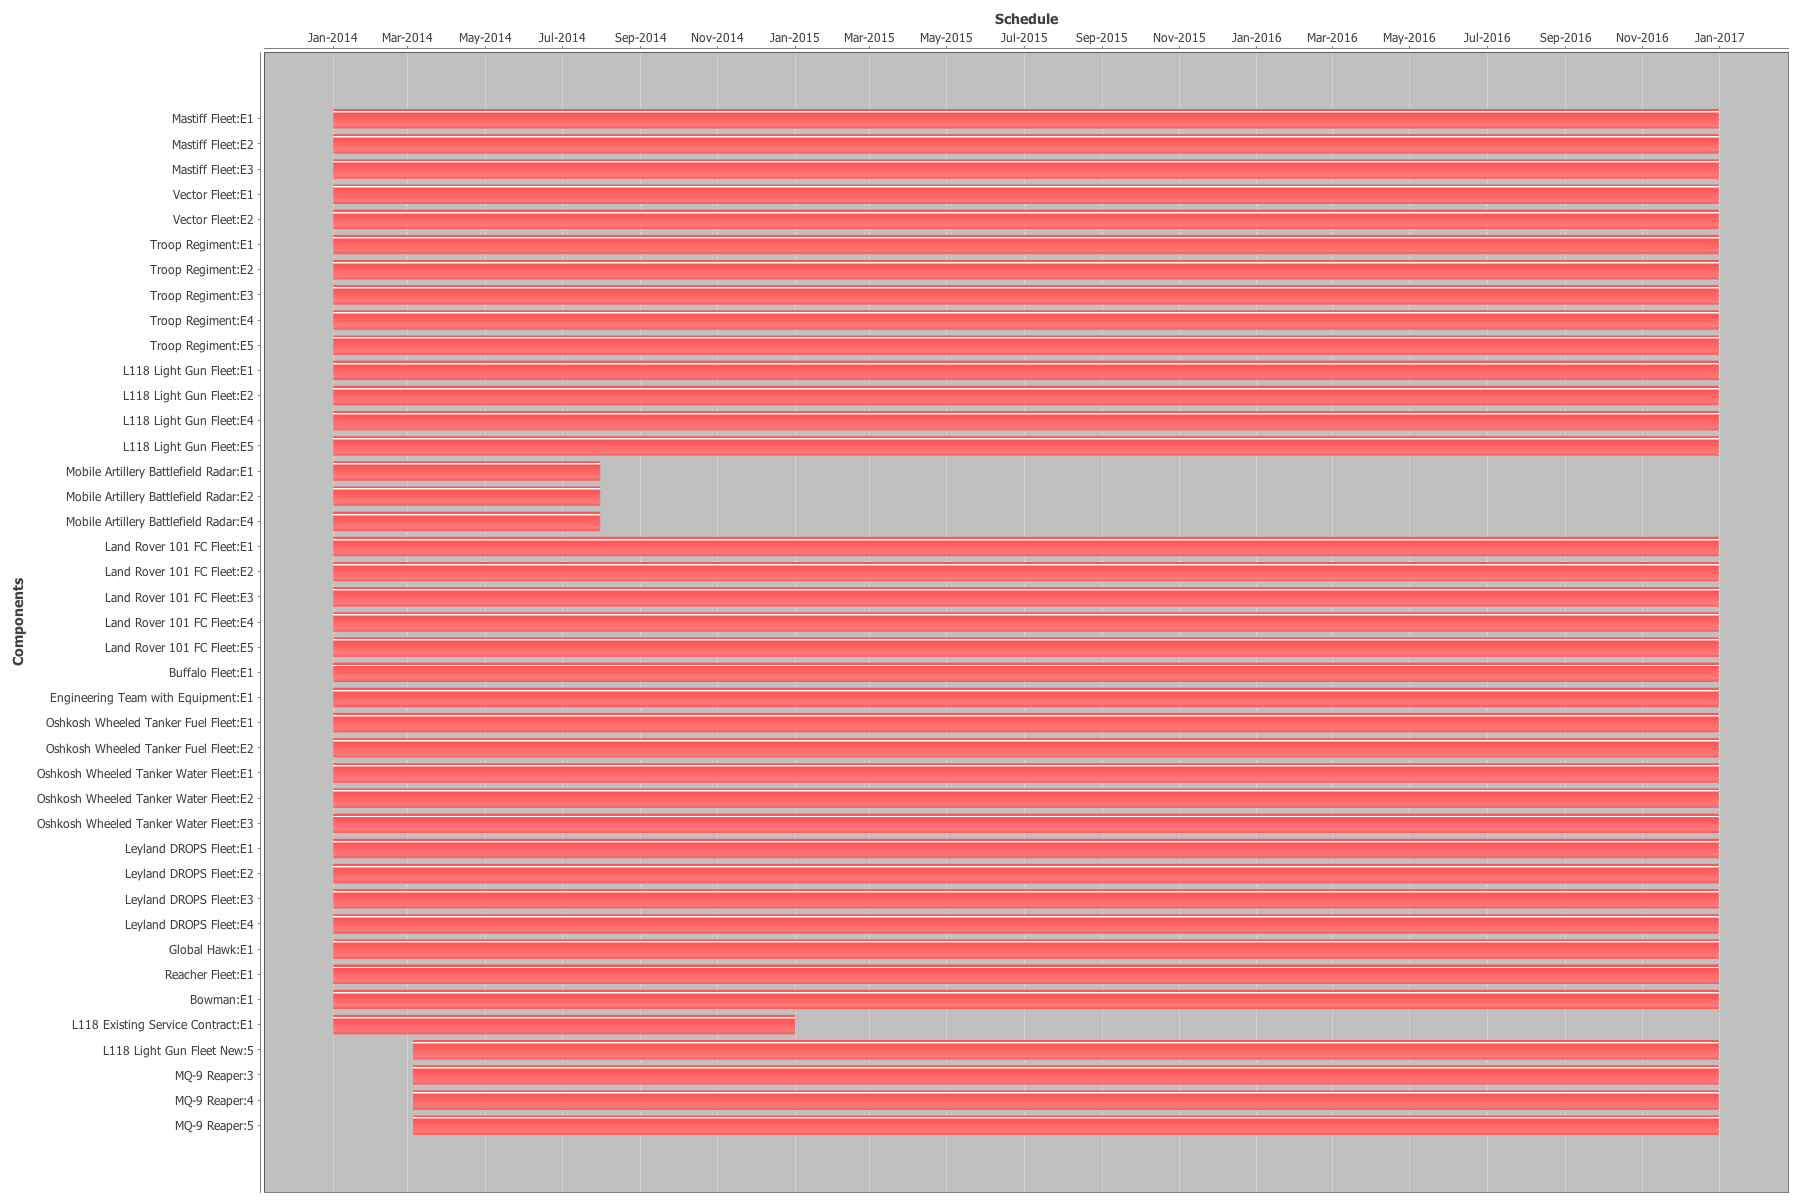 Schedule
Jan-2014 Mar-2014 May-2014 Jul-2014 Sep-2014 Nov-2014 Jan-2015 Mar-2015 May-2015 Jul-2015 Sep-2015 Nov-2015 Jan-2016 Mar-2016 May-2016 Jul-2016 Sep-2016 Nov-2016 Jan-2017
Components
Mastiff Fleet:E1
Mastiff Fleet:E2
Mastiff Fleet:E3
Vector Fleet:E1
Vector Fleet:E2
Troop Regiment:E1
Troop Regiment:E2
Troop Regiment:E3
Troop Regiment:E4
Troop Regiment:E5
L118 Light Gun Fleet:E1
L118 Light Gun Fleet:E2
L118 Light Gun Fleet:E4
L118 Light Gun Fleet:E5
Mobile Artillery Battlefield Radar:E1
Mobile Artillery Battlefield Radar:E2
Mobile Artillery Battlefield Radar:E4
Land Rover 101 FC Fleet:E1
Land Rover 101 FC Fleet:E2
Land Rover 101 FC Fleet:E3
Land Rover 101 FC Fleet:E4
Land Rover 101 FC Fleet:E5
Buffalo Fleet:E1
Engineering Team with Equipment:E1
Oshkosh Wheeled Tanker Fuel Fleet:E1
Oshkosh Wheeled Tanker Fuel Fleet:E2
Oshkosh Wheeled Tanker Water Fleet:E1
Oshkosh Wheeled Tanker Water Fleet:E2
Oshkosh Wheeled Tanker Water Fleet:E3
Leyland DROPS Fleet:E1
Leyland DROPS Fleet:E2
Leyland DROPS Fleet:E3
Leyland DROPS Fleet:E4
Global Hawk:E1
Reacher Fleet:E1
Bowman:E1
L118 Existing Service Contract:E1
L118 Light Gun Fleet New:5
MQ-9 Reaper:3
MQ-9 Reaper:4
MQ-9 Reaper:5